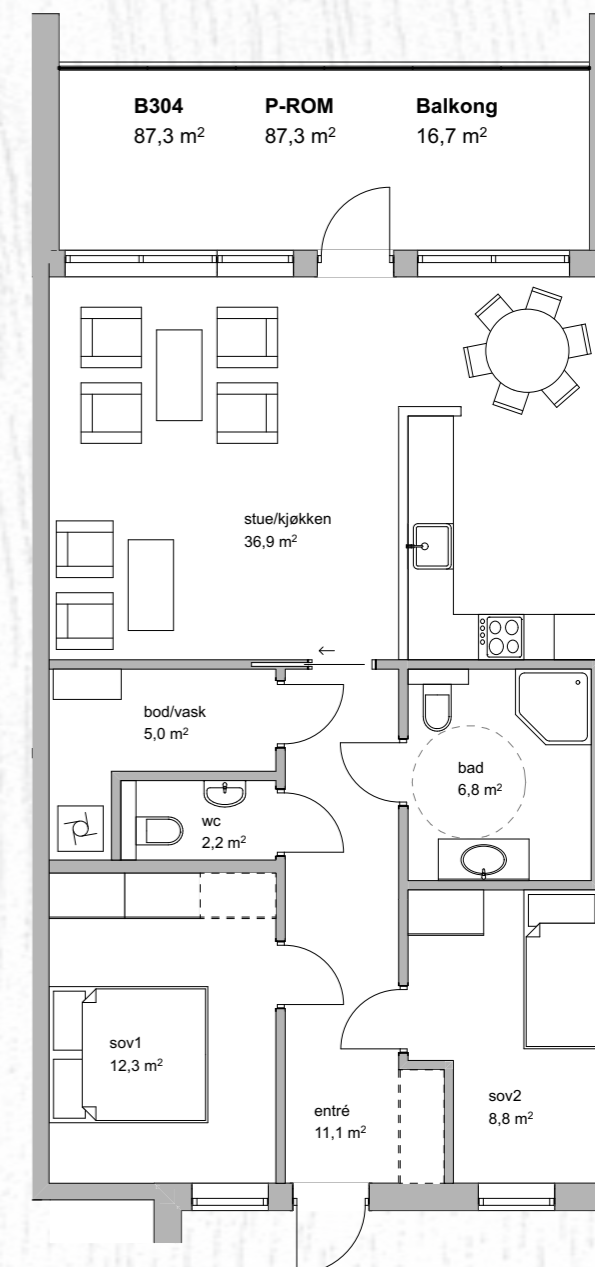 B304 P-ROM Balkong
87,3 m² 87,3 m² 16,7 m²
stue/kjøkken
36,9 m²
bod/vask
5,0 m²
bad
6,8 m²
wc
2,2 m²
sov1
12,3 m²
sov2
8,8 m²
entré
11,1 m²